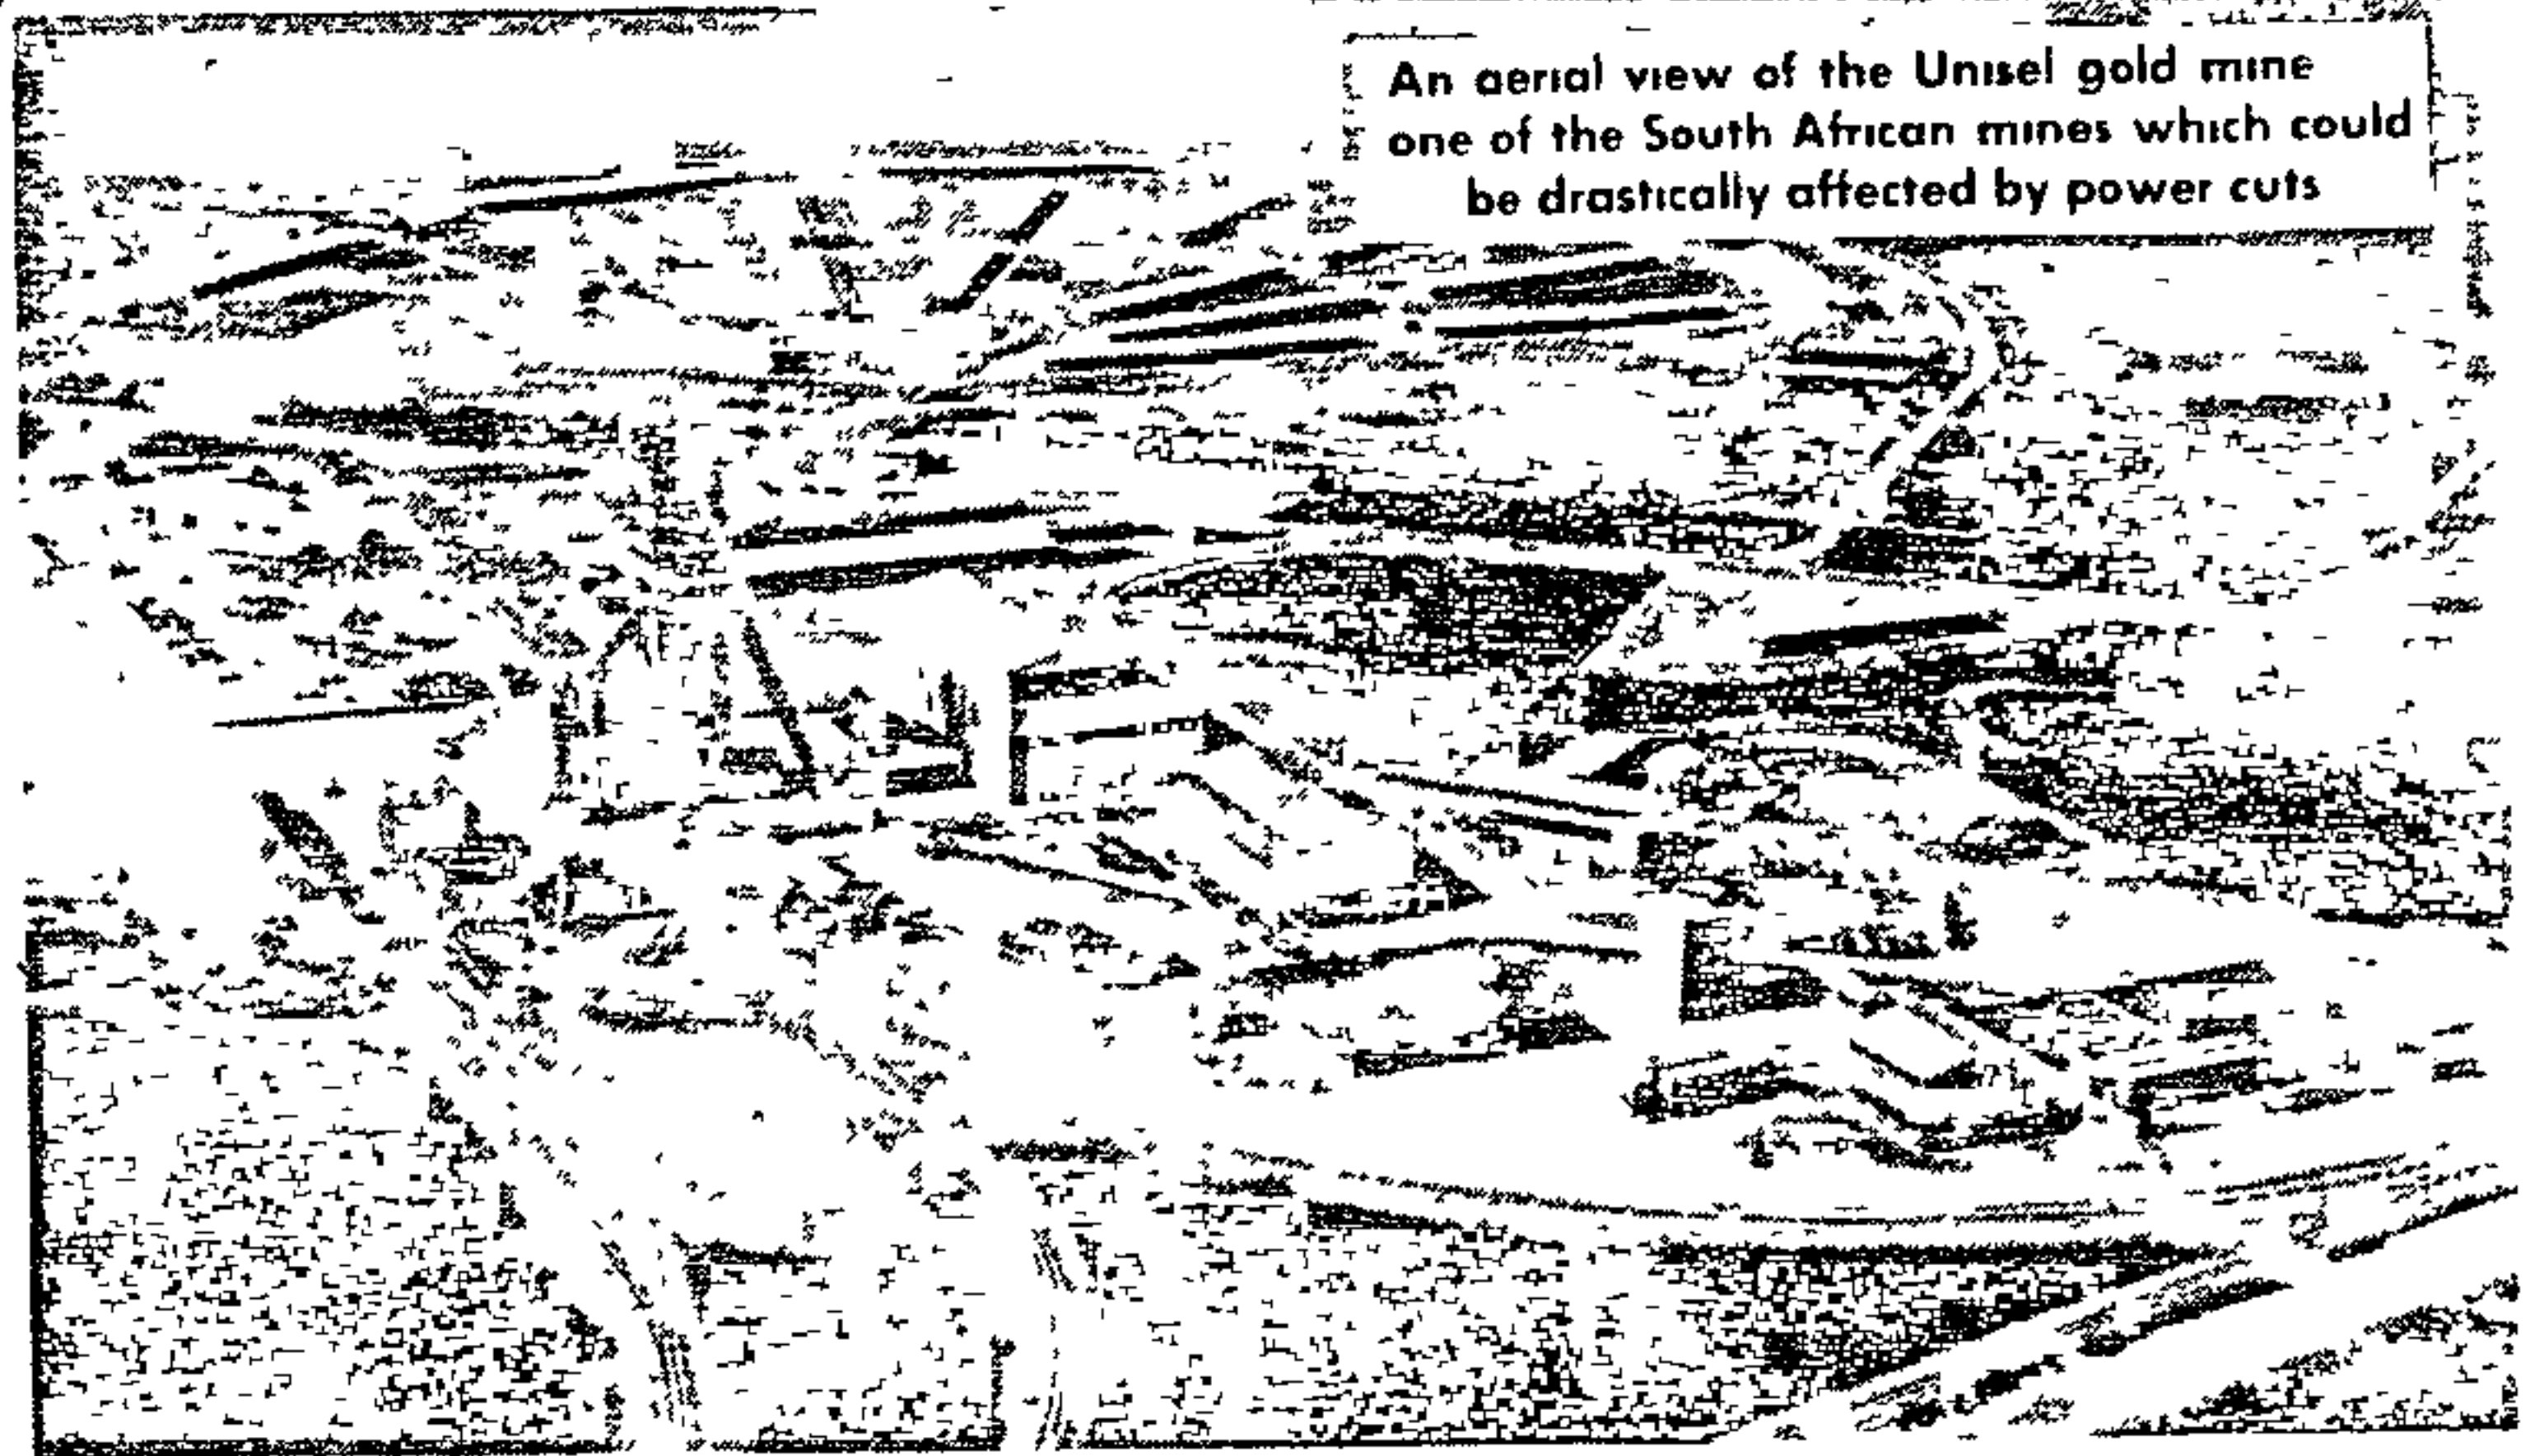 An aerial view of the Unisel gold mine
one of the South African mines which could
be drastically affected by power cuts